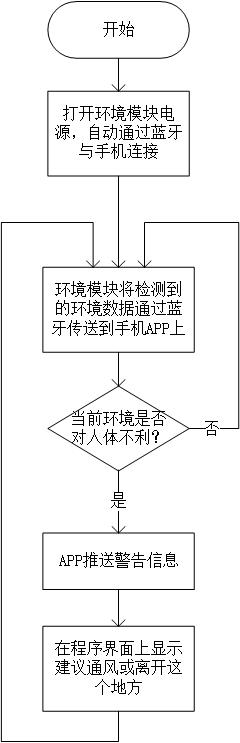 开始
打开环境模块电
源，自动通过蓝牙
与手机连接
环境模块将检测到
的环境数据通过蓝
牙传送到手机APP上
当前环境是否
对人体不利?
否
是
APP推送警告信息
在程序界面上显示
建议通风或离开这
个地方